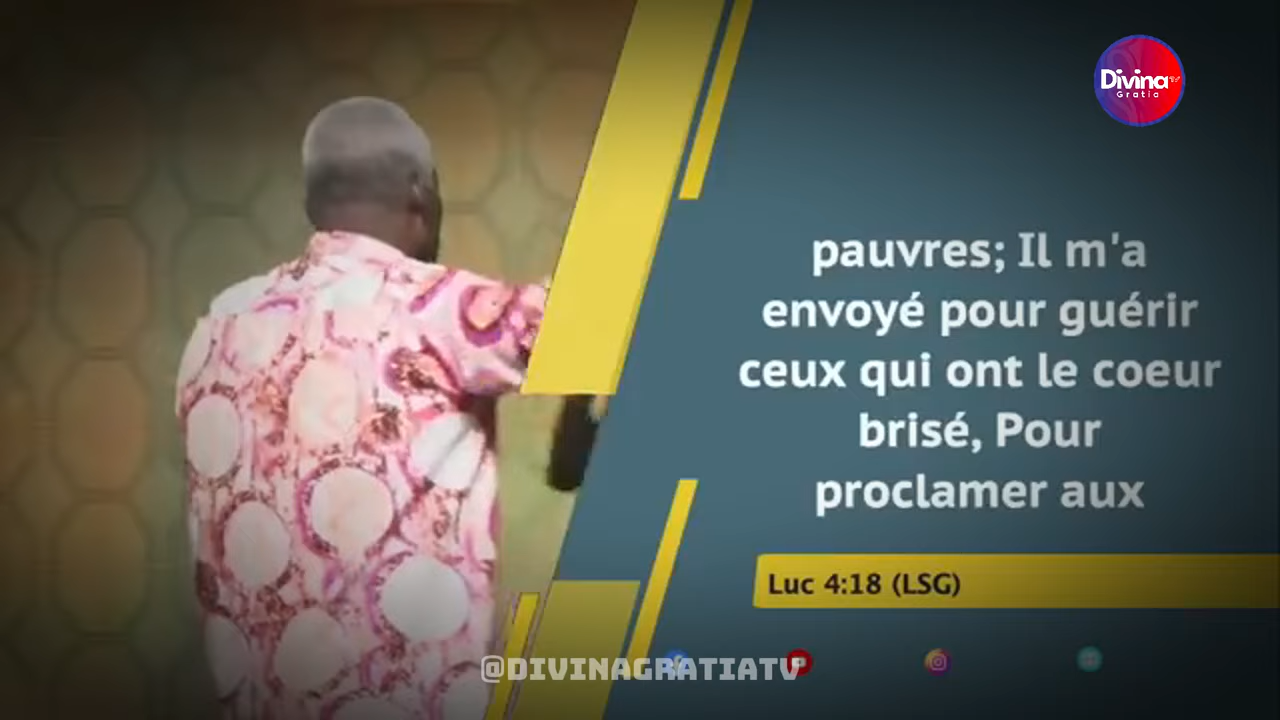 Divina TV
Gratia
pauvres; Il m'a
envoyé pour guérir
ceux qui ont le coeur
brisé, Pour
proclamer aux
Luc 4:18 (LSG)
@DIVINAGRATIATV